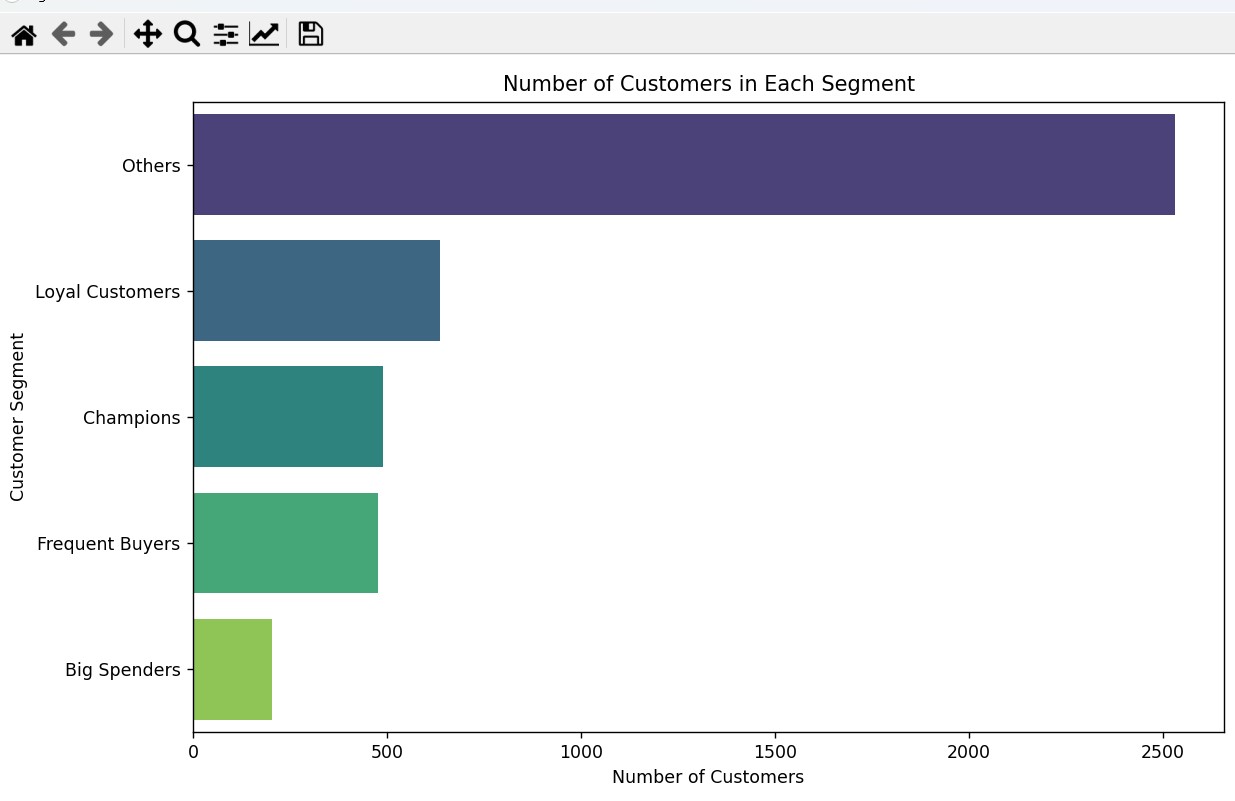 Number of Customers in Each Segment
Others
Loyal Customers
Champions
Frequent Buyers
Big Spenders
Customer Segment
0 500 1000 1500 2000 2500
Number of Customers